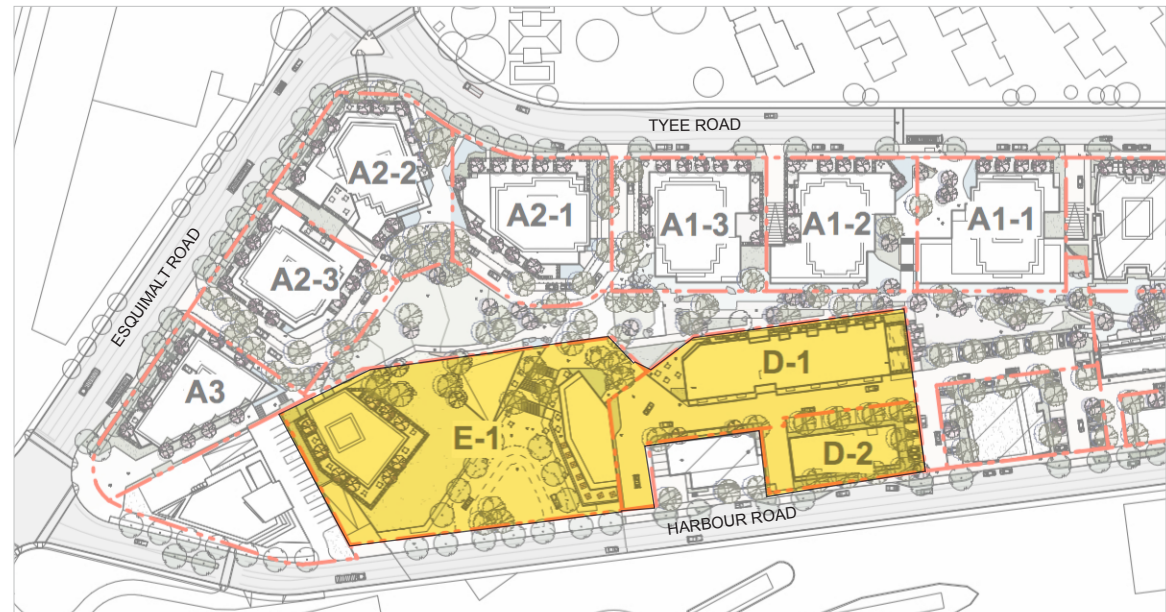 TYEE ROAD
A2-2
A2-1
A1-3
A1-2
A1-1
ESQUIMALT ROAD
A2-3
A3
D-1
E-1
D-2
HARBOUR ROAD